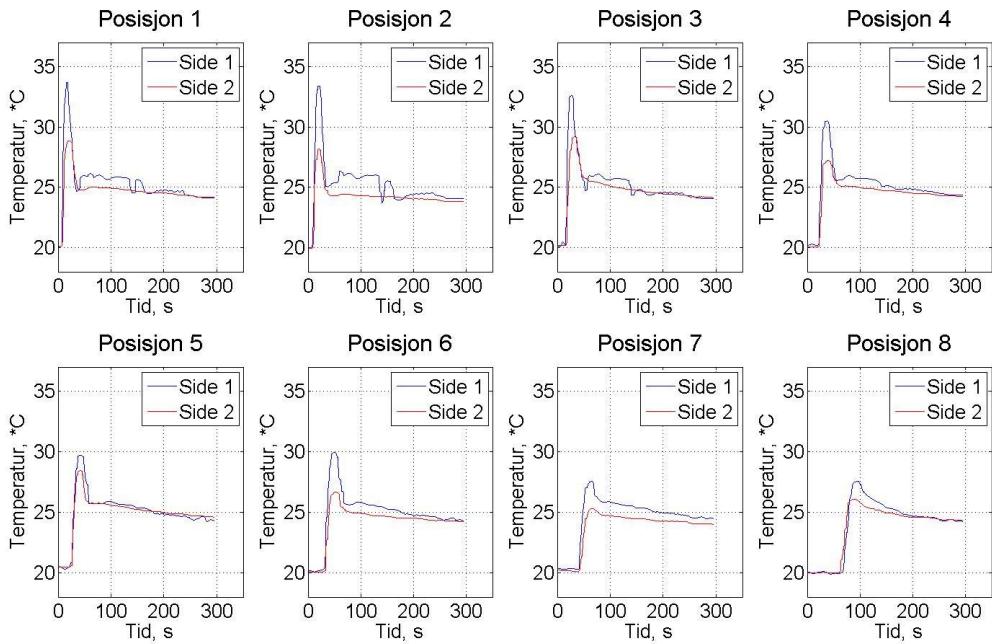 Posisjon 1
Posisjon 2
Posisjon 3
Posisjon 4
Temperatur, *C
35
30
25
20
Side 1
Side 2
0
100
200
300
Tid, s
Temperatur, *C
35
30
25
20
Side 1
Side 2
0
100
200
300
Tid, s
Temperatur, *C
35
30
25
20
Side 1
Side 2
0
100
200
300
Tid, s
Temperatur, *C
35
30
25
20
Side 1
Side 2
0
100
200
300
Tid, s
Posisjon 5
Posisjon 6
Posisjon 7
Posisjon 8
Temperatur, *C
35
30
25
20
Side 1
Side 2
0
100
200
300
Tid, s
Temperatur, *C
35
30
25
20
Side 1
Side 2
0
100
200
300
Tid, s
Temperatur, *C
35
30
25
20
Side 1
Side 2
0
100
200
300
Tid, s
Temperatur, *C
35
30
25
20
Side 1
Side 2
0
100
200
300
Tid, s